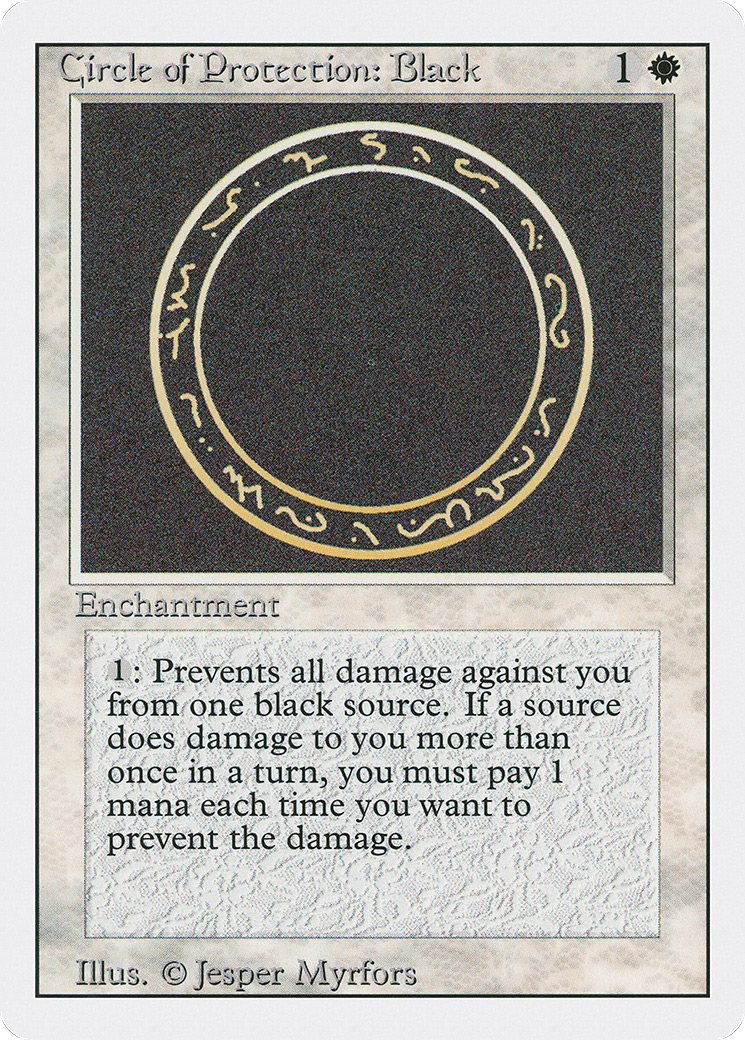 Circle of Protection: Black 1
Enchantment
1: Prevents all damage against you
from one black source. If a source
does damage to you more than
once in a turn, you must pay 1
mana each time you want to
prevent the damage.
Illus. © Jesper Myrfors